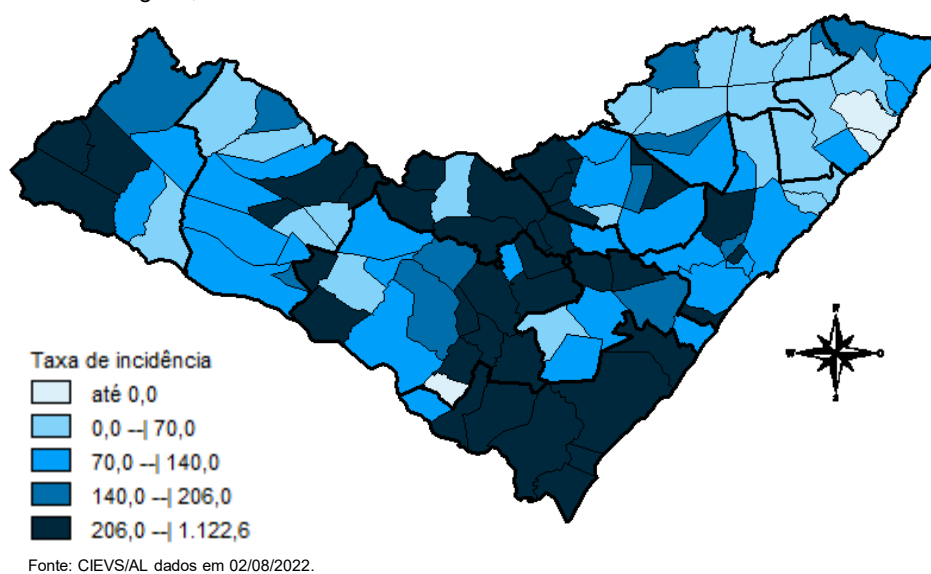 Taxa de incidência
até 0,0
0,0 --| 70,0
70,0 --| 140,0
140,0 --| 206,0
206,0 --| 1.122,6
Fonte: CIEVS/AL dados em 02/08/2022.